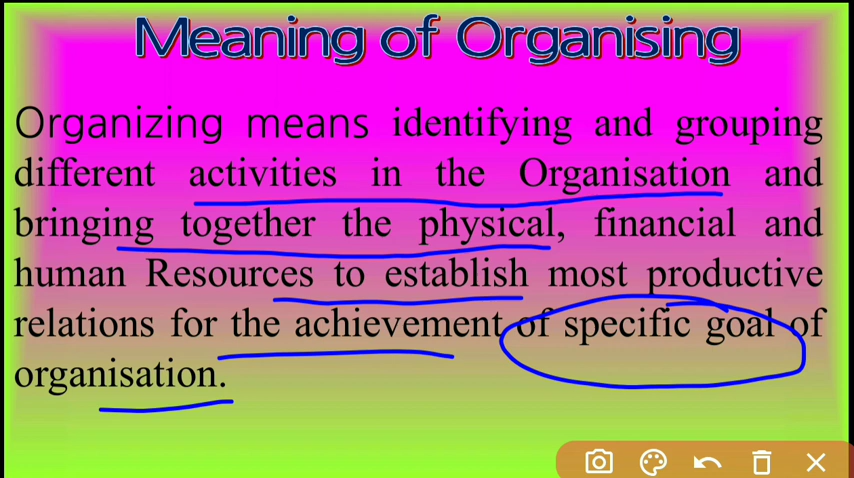 Meaning of Organising
Organizing means identifying and grouping
different activities in the Organisation and
bringing together the physical, financial and
human Resources to establish most productive
relations for the achievement of specific goal of
organisation.